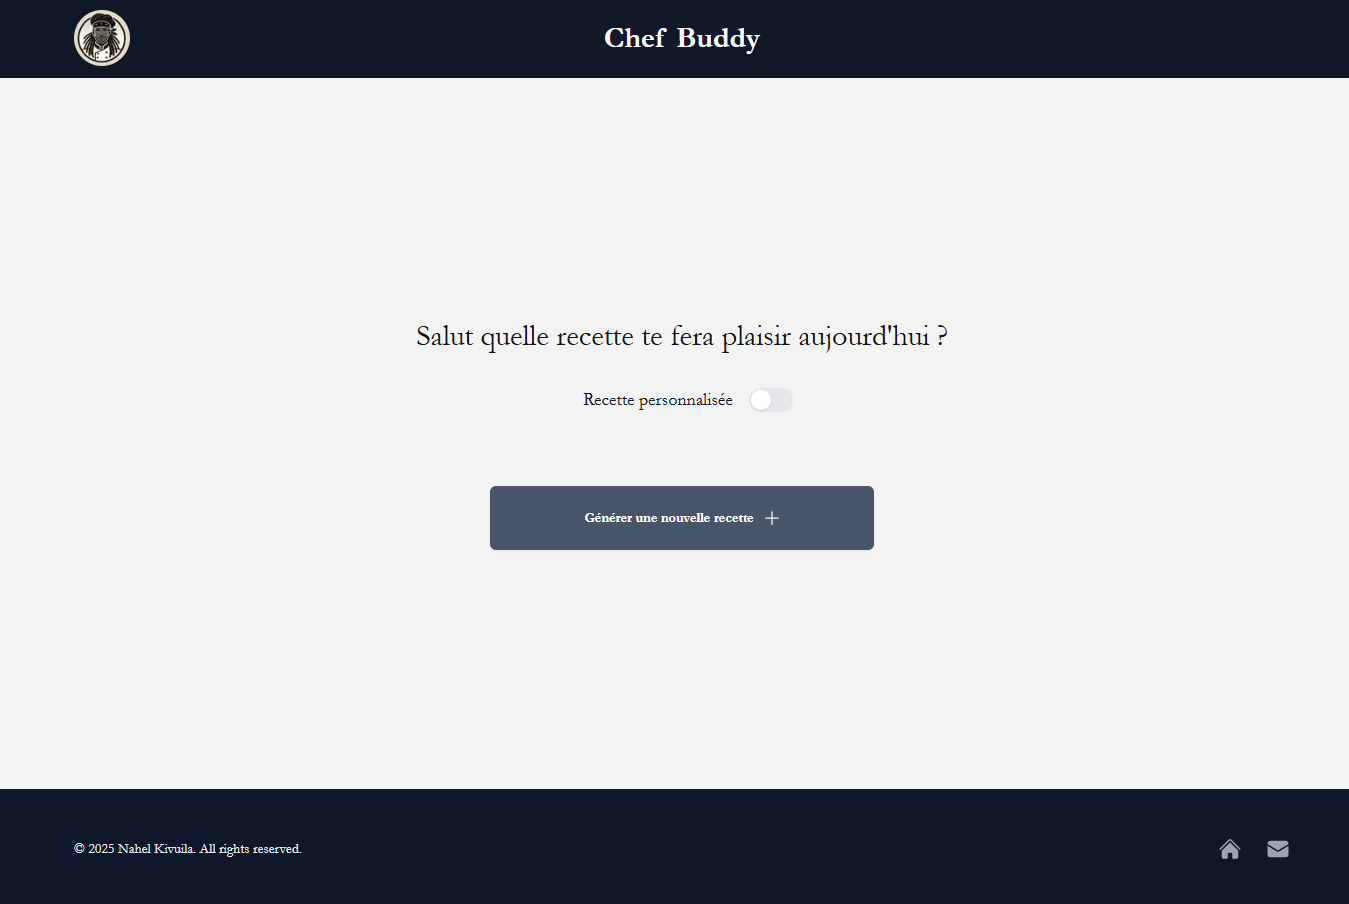 Chef Buddy
Salut quelle recette te fera plaisir aujourd'hui ?
Recette personnalisée
Générer une nouvelle recette
© 2025 Nahel Kivuila. All rights reserved.